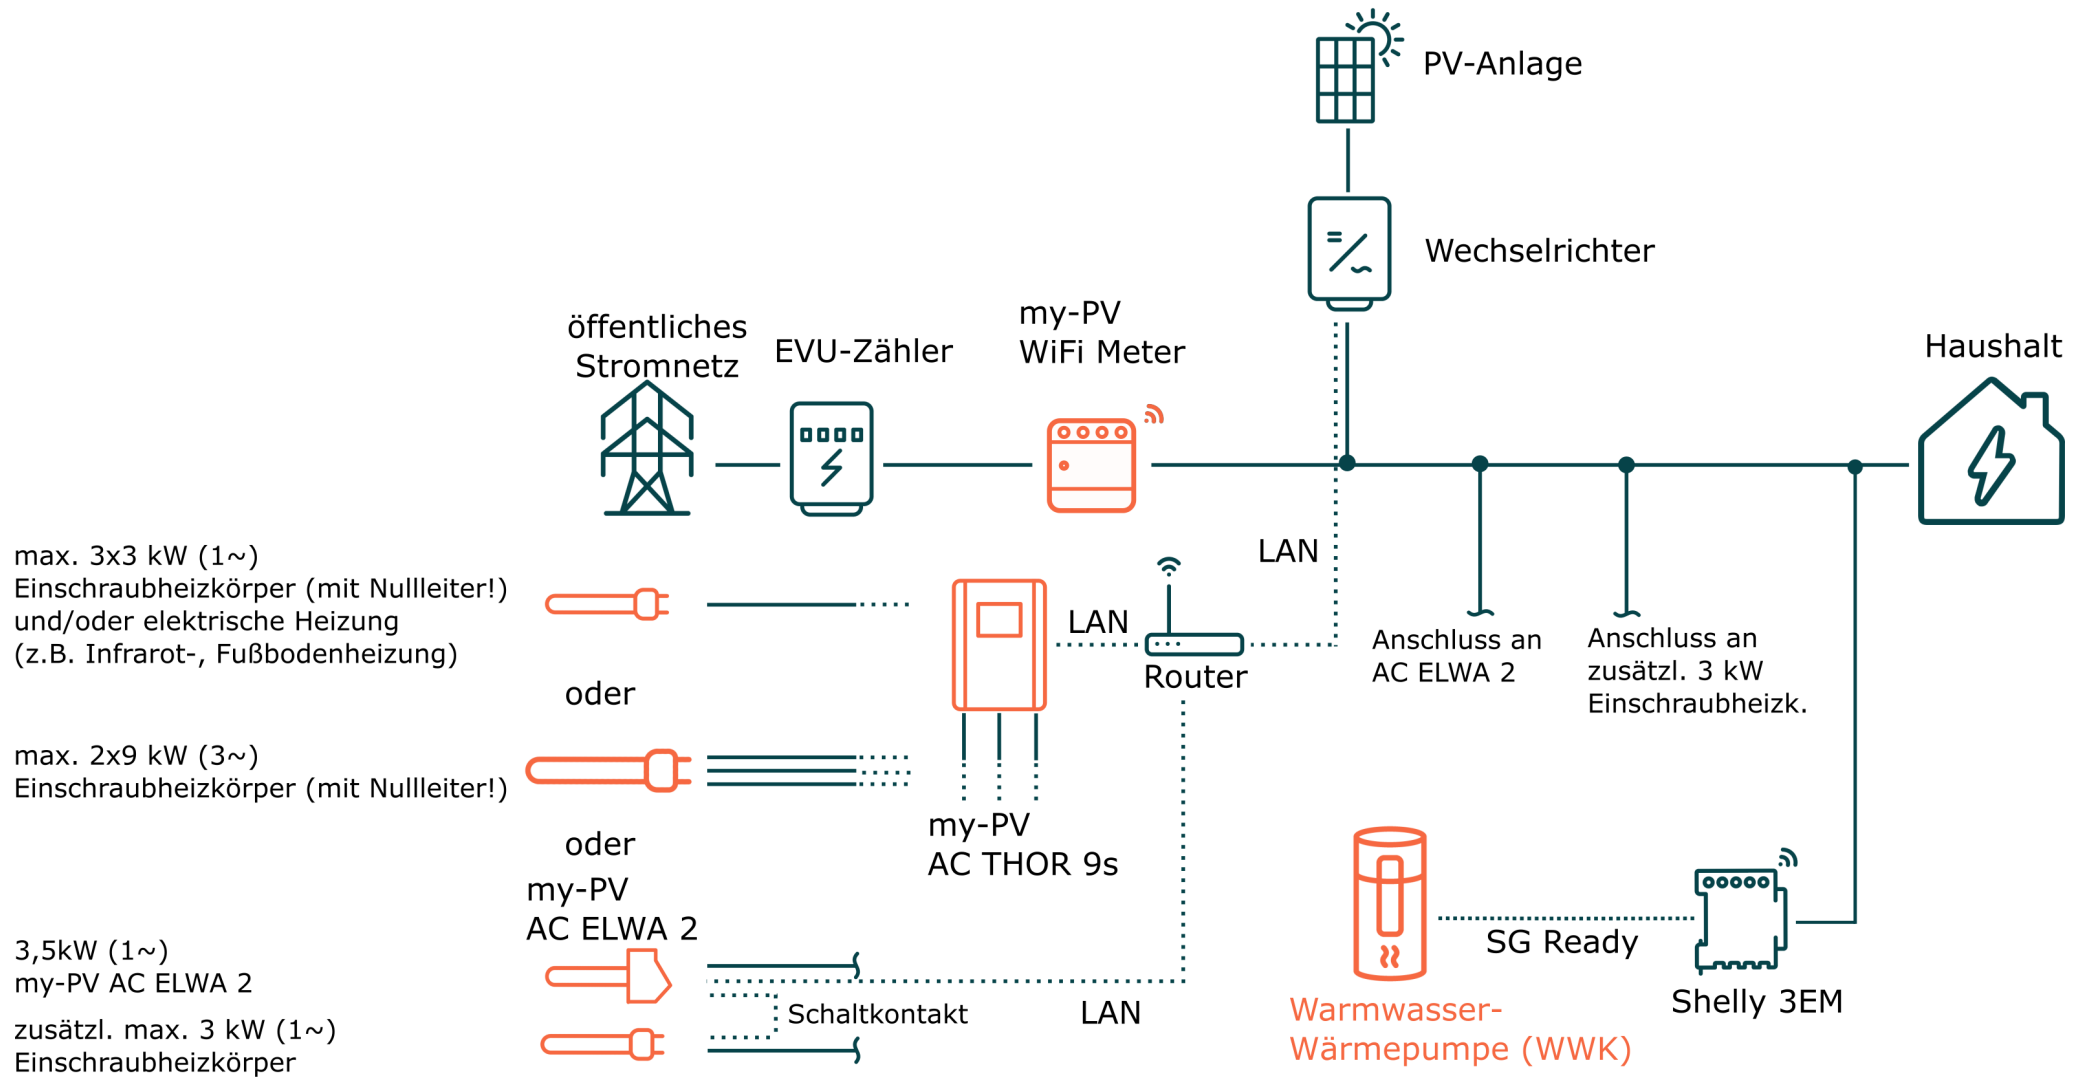 PV-Anlage
Wechselrichter
öffentliches
Stromnetz
EVU-Zähler
my-PV
WiFi Meter
Haushalt
max. 3x3 kW (1~)
Einschraubheizkörper (mit Nullleiter!)
und/oder elektrische Heizung
(z.B. Infrarot-, Fußbodenheizung)
oder
max. 2x9 kW (3~)
Einschraubheizkörper (mit Nullleiter!)
oder
my-PV
AC THOR 9s
LAN
Router
LAN
Anschluss an
AC ELWA 2
Anschluss an
zusätzl. 3 kW
Einschraubheizk.
my-PV
AC ELWA 2
3,5kW (1~)
my-PV AC ELWA 2
zusätzl. max. 3 kW (1~)
Einschraubheizkörper
Schaltkontakt
LAN
SG Ready
Shelly 3EM
Warmwasser-
Wärmepumpe (WWK)